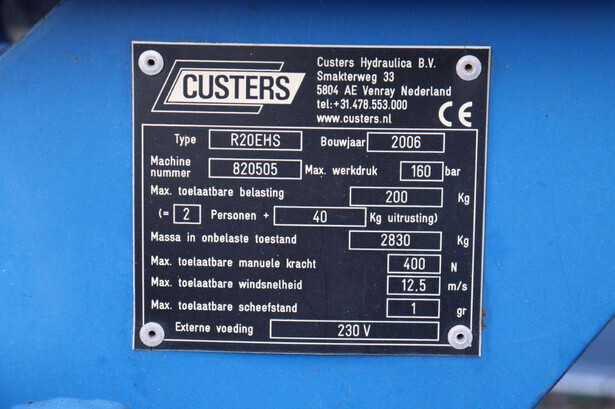 CUSTERS
Custers Hydraulica B.V.
Smakterweg 33
5804 AE Venray Nederland
tel:+31.478.553.000
www.custers.nl
CE
Type R20EHS Bouwjaar 2006
Machine nummer 820505 Max. werkdruk 160 bar
Max. toelaatbare belasting 200 Kg
(= 2 Personen + 40 Kg uitrusting)
Massa in onbelaste toestand 2830 Kg
Max. toelaatbare manuele kracht 400 N
Max. toelaatbare windsnelheid 12,5 m/s
Max. toelaatbare scheefstand 1 gr
Externe voeding 230 V